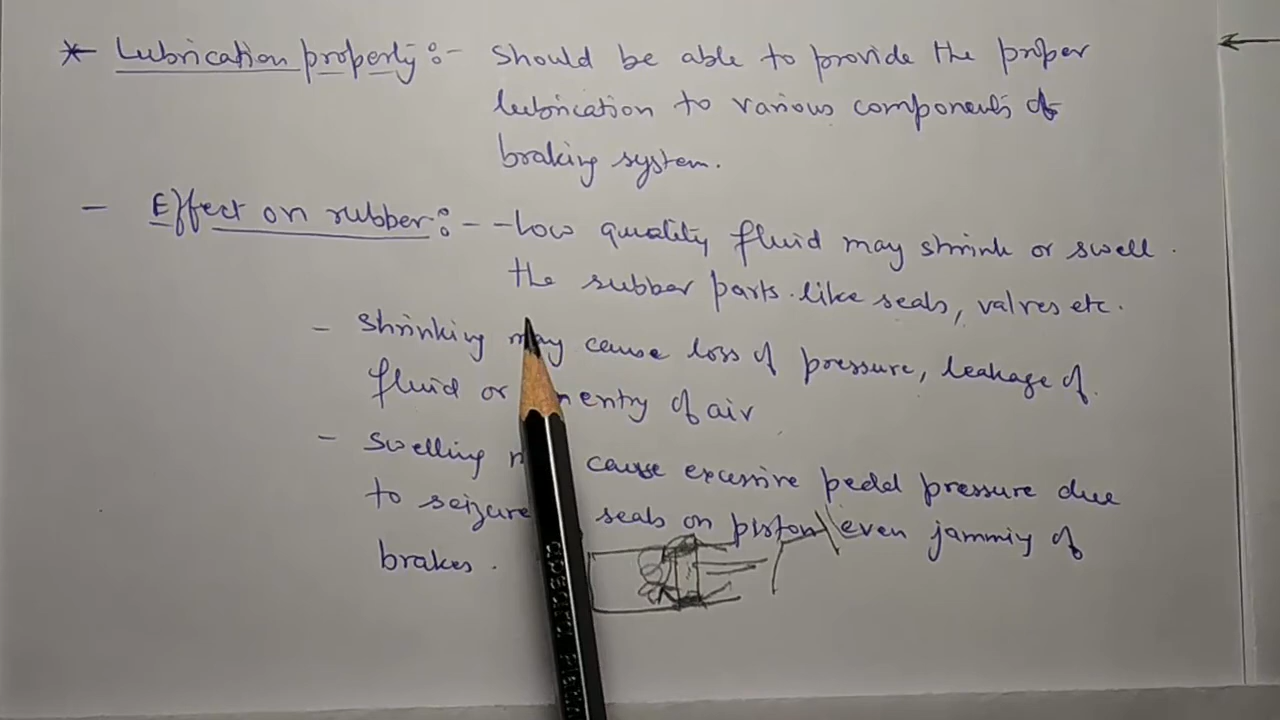 * Lubrication property:- Should be able to provide the proper
lubrication to various components of
braking system.
- Effect on rubber:- - Low quality fluid may shrink or swell.
the rubber parts like seals, valves etc.
- Shrinking may cause loss of pressure, leakage of
fluid or entry of air
- Swelling cause excessive pedal pressure due
to seizure seals on piston even jamming of
brakes.